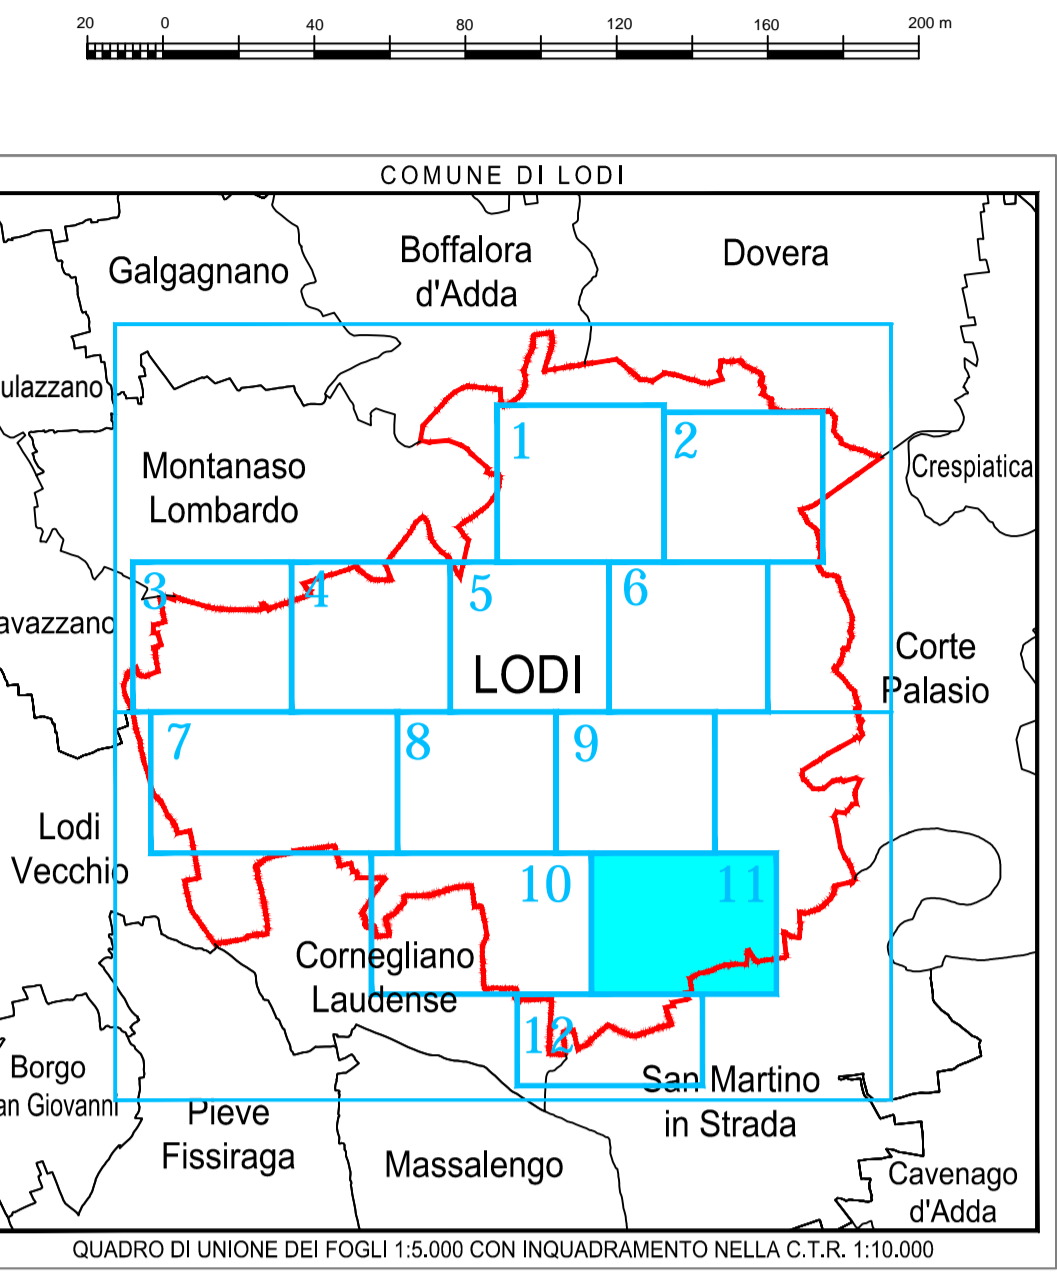 20 0 40 80 120 160 200 m
COMUNE DI LODI
Galgagnano
Boffalora
d'Adda
Dovera
ulazzano
Montanaso
Lombardo
1
2
Crespiatica
3
4
5
6
avazzano
LODI
Corte
Palasio
7
8
9
Lodi
Vecchio
10
11
Cornegliano
Laudense
12
Borgo
an Giovanni
Pieve
Fissiraga
Massalengo
San Martino
in Strada
Cavenago
d'Adda
QUADRO DI UNIONE DEI FOGLI 1:5.000 CON INQUADRAMENTO NELLA C.T.R. 1:10.000